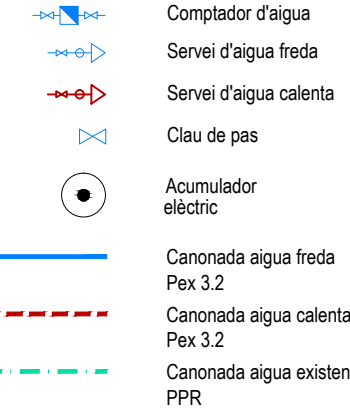 Comptador d'aigua
Servei d'aigua freda
Servei d'aigua calenta
Clau de pas
Acumulador
elèctric
Canonada aigua freda
Pex 3.2
Canonada aigua calenta
Pex 3.2
Canonada aigua existen
PPR